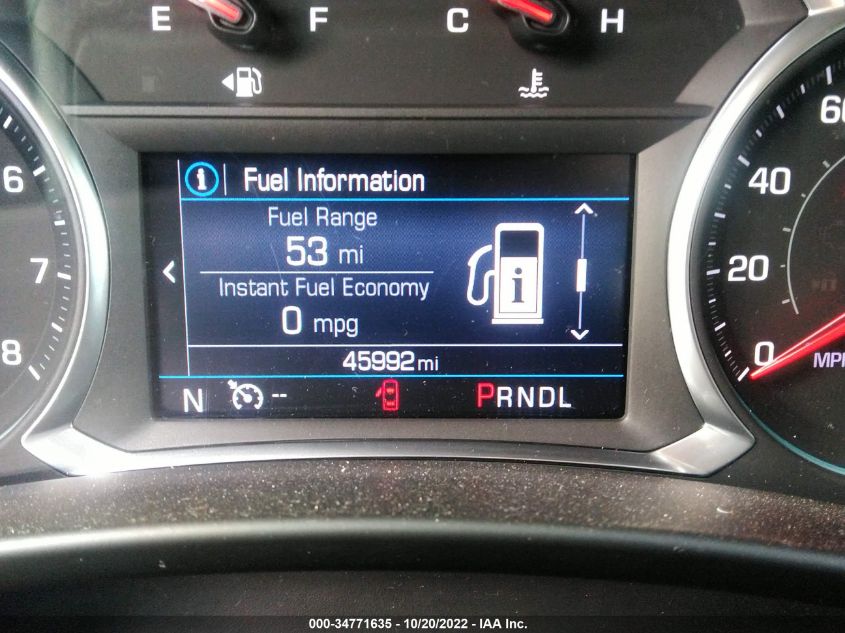 E F C H
6
7
8
i Fuel Information
Fuel Range
53 mi
Instant Fuel Economy
0 mpg
i
45992 mi
N -- PRNDL
60
40
20
0
000-34771635 - 10/20/2022 - IAA Inc.